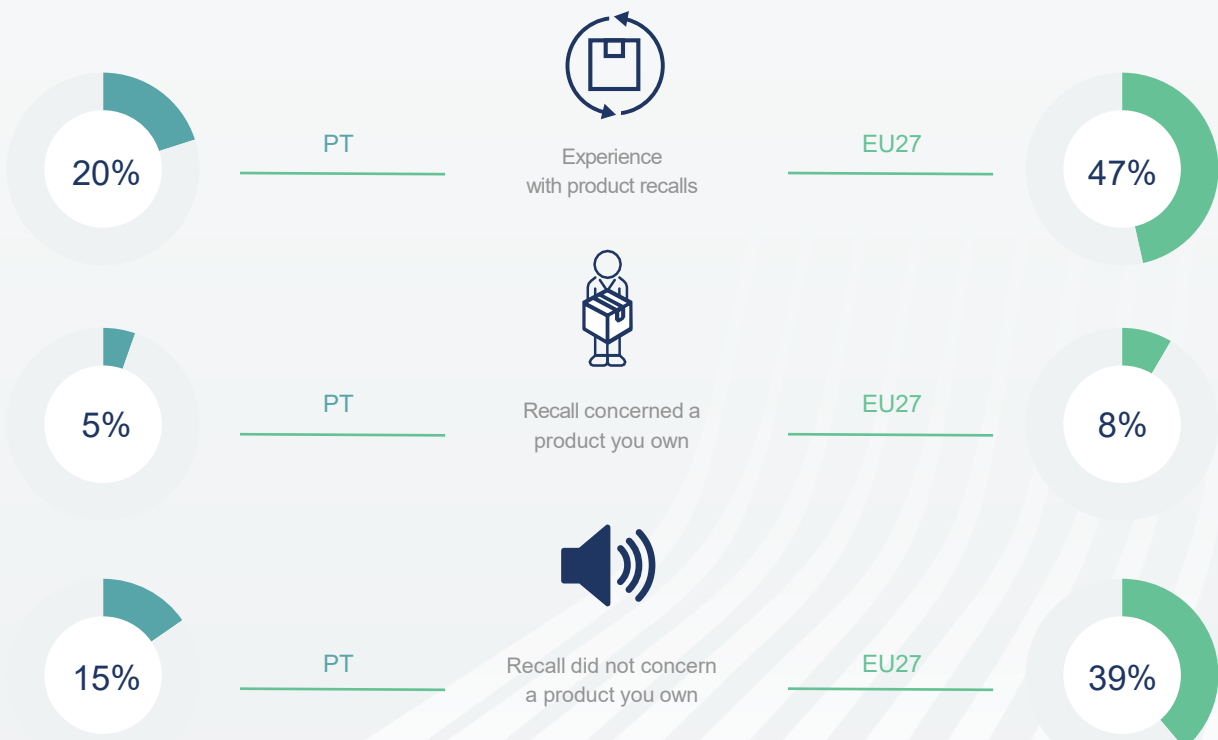 20%
PT
Experience
with product recalls
EU27
47%
5%
PT
Recall concerned a
product you own
EU27
8%
15%
PT
Recall did not concern
a product you own
EU27
39%